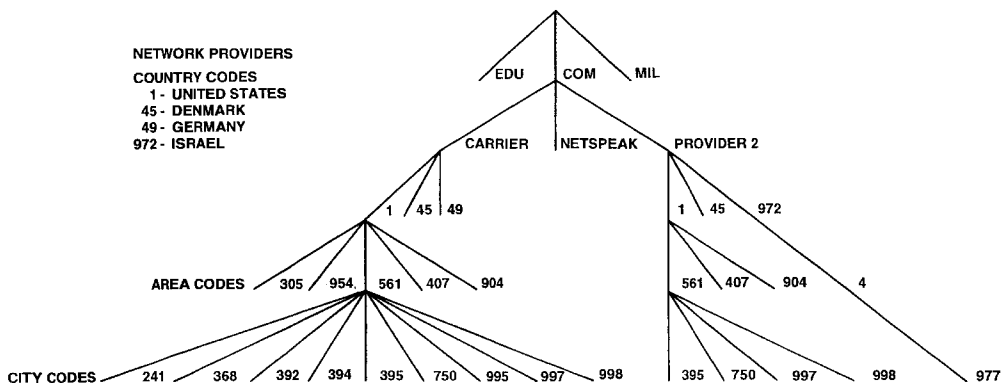 NETWORK PROVIDERS
COUNTRY CODES
1 - UNITED STATES
45 - DENMARK
49 - GERMANY
972 - ISRAEL
EDU COM MIL
CARRIER NETSPEAK PROVIDER 2
1 45 49 1 45 972
AREA CODES 305 954 561 407 904 561 407 904 4
CITY CODES 241 368 392 394 395 750 995 997 998 395 750 997 998 977